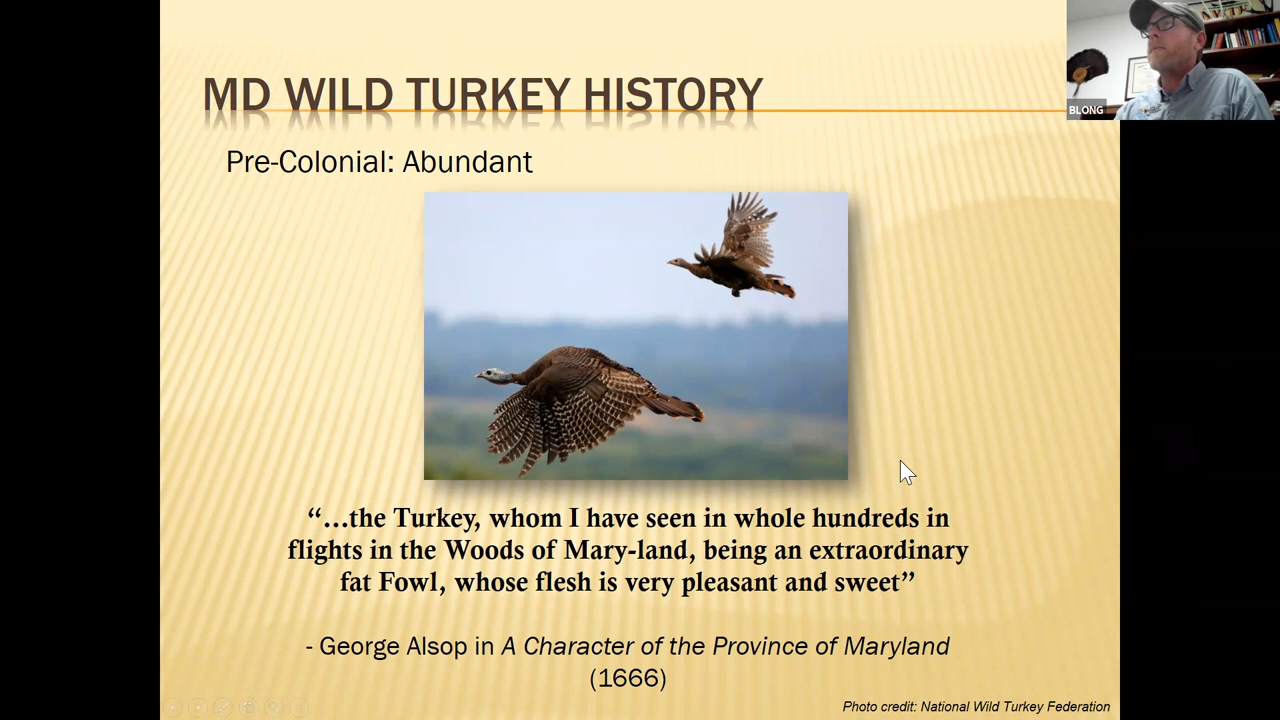 MD WILD TURKEY HISTORY
BLONG
Pre-Colonial: Abundant
“...the Turkey, whom I have seen in whole hundreds in
flights in the Woods of Mary-land, being an extraordinary
fat Fowl, whose flesh is very pleasant and sweet”
- George Alsop in A Character of the Province of Maryland
(1666)
Photo credit: National Wild Turkey Federation